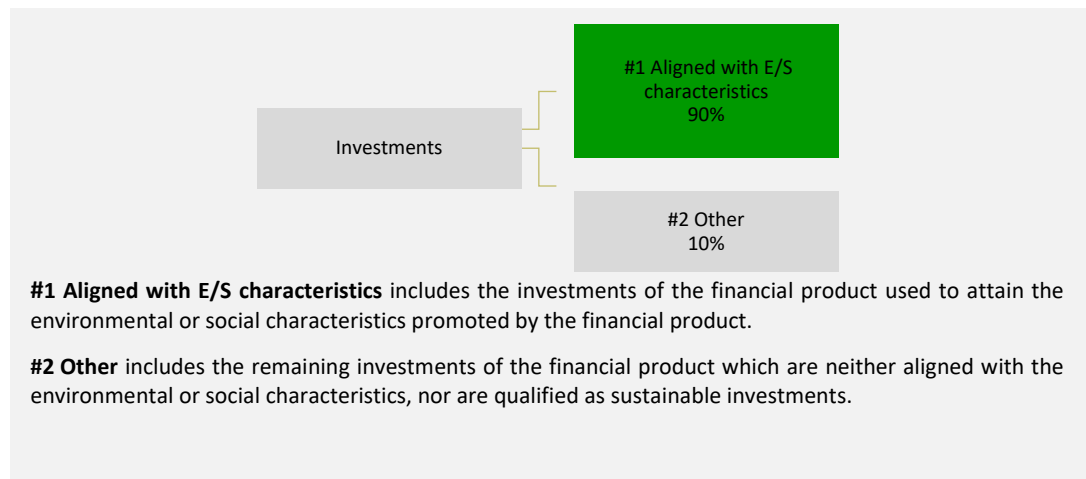 #1 Aligned with E/S
characteristics
90%
Investments
#2 Other
10%
#1 Aligned with E/S characteristics includes the investments of the financial product used to attain the
environmental or social characteristics promoted by the financial product.
#2 Other includes the remaining investments of the financial product which are neither aligned with the
environmental or social characteristics, nor are qualified as sustainable investments.